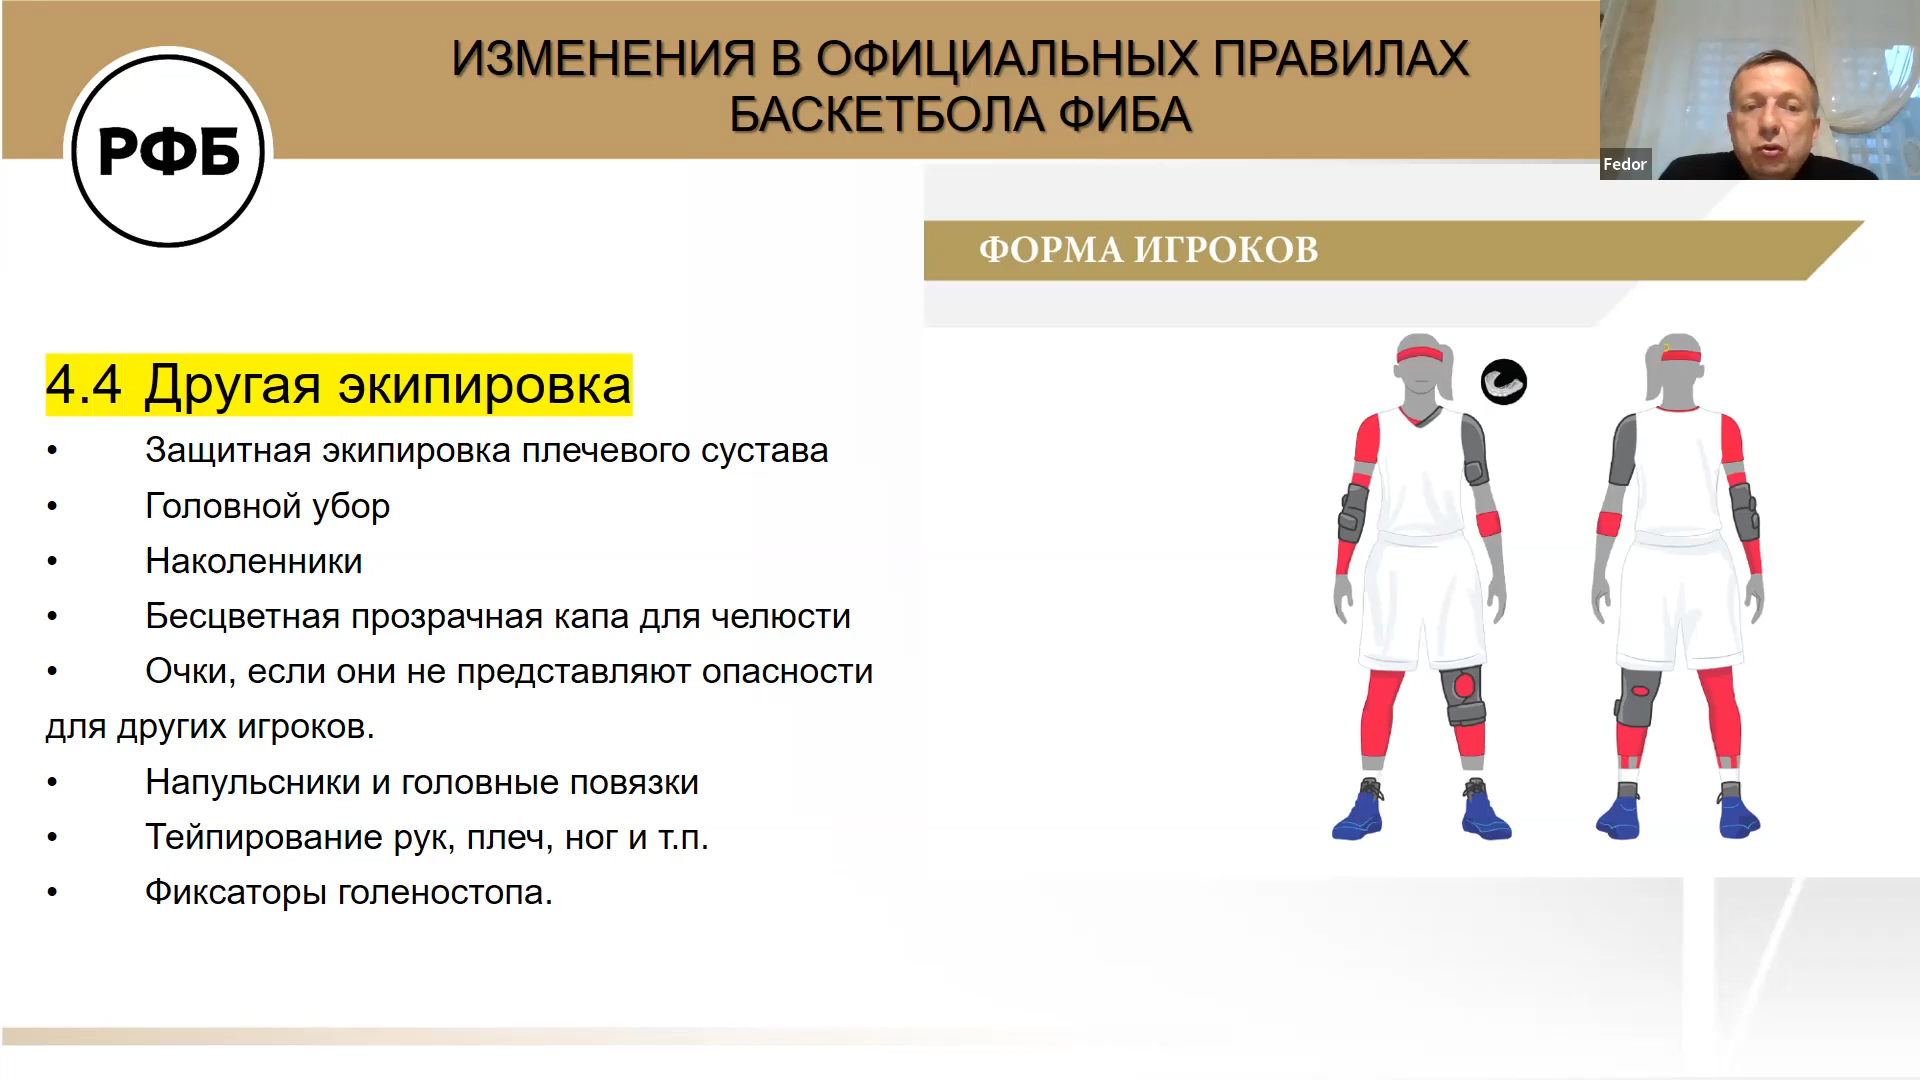 ИЗМЕНЕНИЯ В ОФИЦИАЛЬНЫХ ПРАВИЛАХ
БАСКЕТБОЛА ФИБА
РФБ
Fedor
ФОРМА ИГРОКОВ
4.4 Другая экипировка
• Защитная экипировка плечевого сустава
• Головной убор
• Наколенники
• Бесцветная прозрачная капа для челюсти
• Очки, если они не представляют опасности
для других игроков.
• Напульсники и головные повязки
• Тейпирование рук, плеч, ног и т.п.
• Фиксаторы голеностопа.